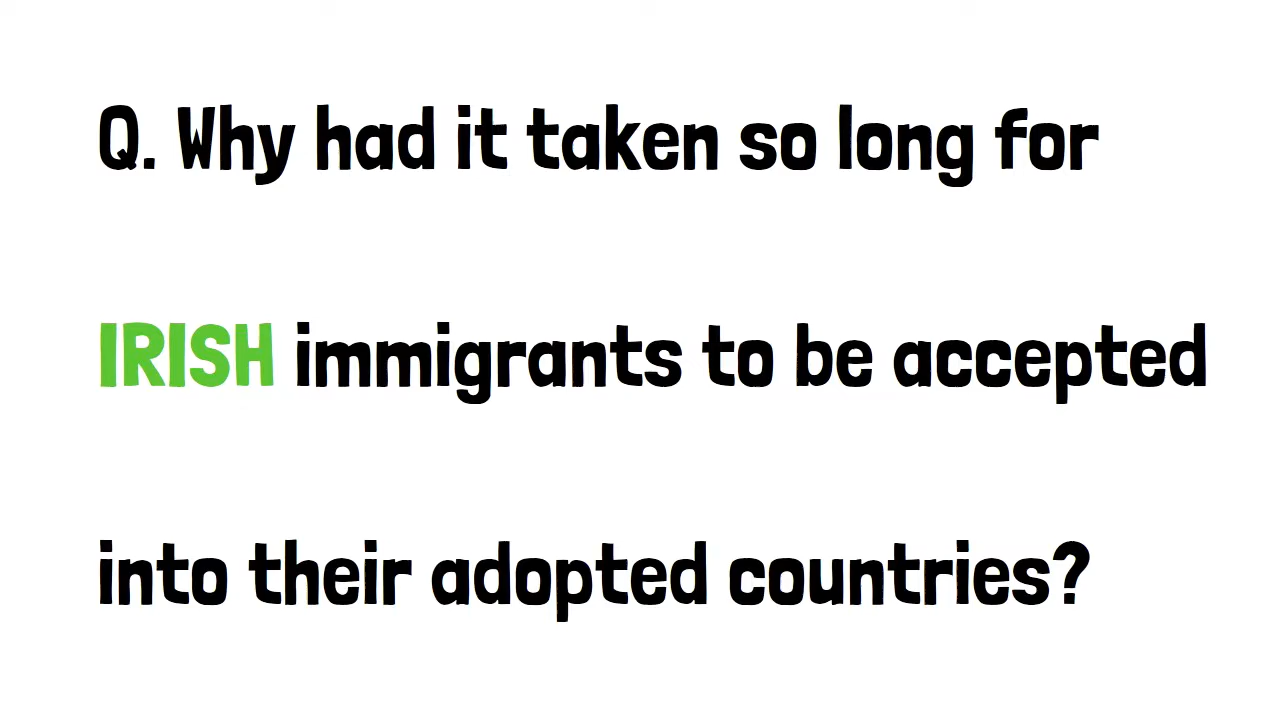 Q. Why had it taken so long for
IRISH immigrants to be accepted
into their adopted countries?